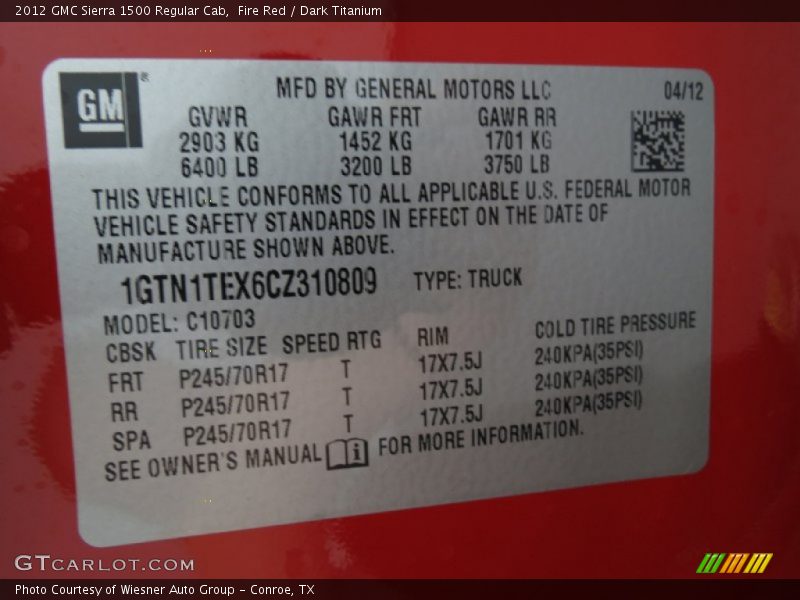 2012 GMC Sierra 1500 Regular Cab,  Fire Red / Dark Titanium
GM®
MFD BY GENERAL MOTORS LLC
04/12
GVWR GAWR FRT GAWR RR
2903 KG 1452 KG 1701 KG
6400 LB 3200 LB 3750 LB
THIS VEHICLE CONFORMS TO ALL APPLICABLE U.S. FEDERAL MOTOR
VEHICLE SAFETY STANDARDS IN EFFECT ON THE DATE OF
MANUFACTURE SHOWN ABOVE.
1GTN1TEX6CZ310809 TYPE: TRUCK
MODEL: C10703
CBSK TIRE SIZE SPEED RTG RIM COLD TIRE PRESSURE
FRT P245/70R17 T 17X7.5J 240KPA(35PSI)
RR P245/70R17 T 17X7.5J 240KPA(35PSI)
SPA P245/70R17 T 17X7.5J 240KPA(35PSI)
SEE OWNER'S MANUAL i FOR MORE INFORMATION.
GTCARLOT.COM
Photo Courtesy of Wiesner Auto Group - Conroe, TX